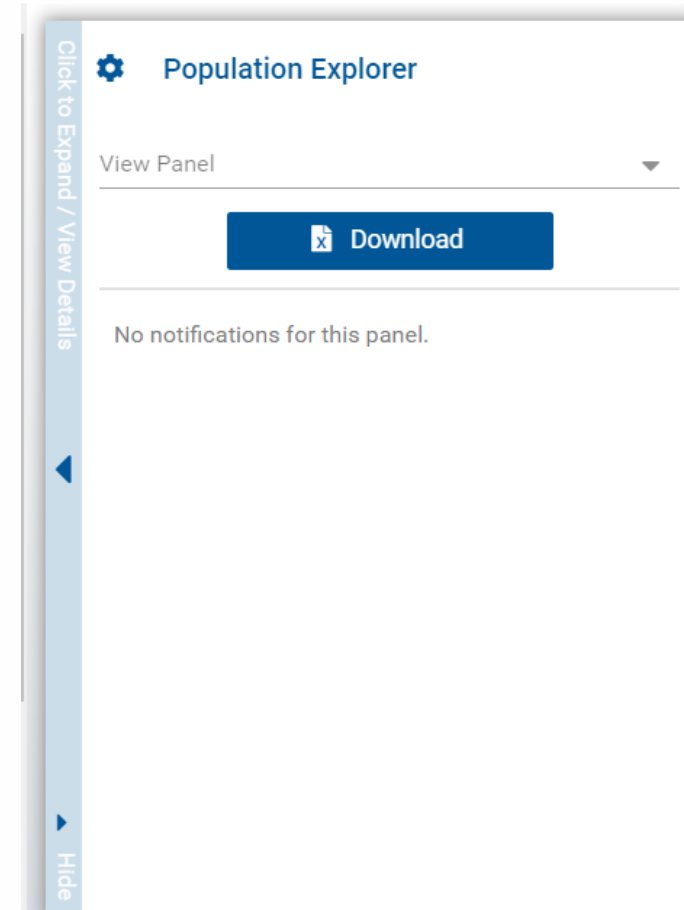 Click to Expand / View Details
Population Explorer
View Panel
Download
No notifications for this panel.
Hide